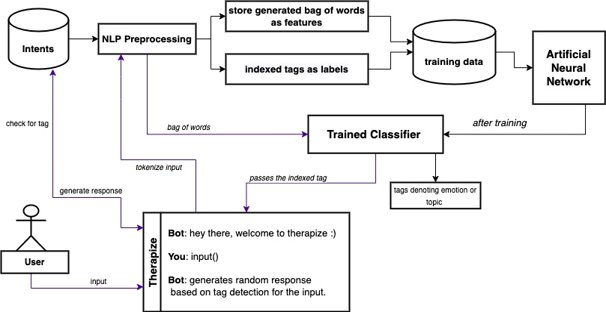 Intents
NLP Preprocessing
store generated bag of words
as features
indexed tags as labels
training data
Artificial
Neural
Network
check for tag
bag of words
Trained Classifier
after training
tokenize input
passes the indexed tag
tags denoting emotion or
topic
generate response
User
input
Therapize
Bot: hey there, welcome to therapize :)
You: input()
Bot: generates random response
based on tag detection for the input.